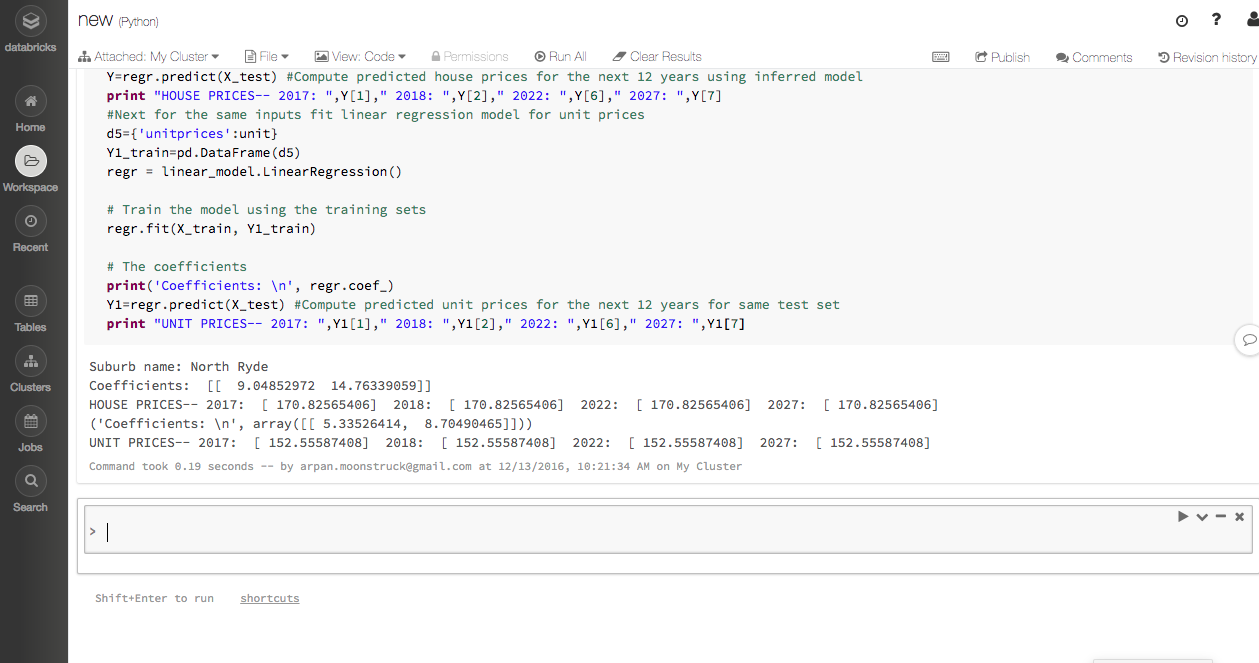 new (Python)
databricks
Attached: My Cluster File View: Code Permissions Run All Clear Results Publish Comments Revision history
Home
Workspace
Recent
Tables
Clusters
Jobs
Search
Y=regr.predict(X_test) #Compute predicted house prices for the next 12 years using inferred model
print "HOUSE PRICES-- 2017: ",Y[1]," 2018: ",Y[2]," 2022: ",Y[6]," 2027: ",Y[7]
#Next for the same inputs fit linear regression model for unit prices
d5={'unitprices':unit}
Y1_train=pd.DataFrame(d5)
regr = linear_model.LinearRegression()
# Train the model using the training sets
regr.fit(X_train, Y1_train)
# The coefficients
print('Coefficients: \n', regr.coef_)
Y1=regr.predict(X_test) #Compute predicted unit prices for the next 12 years for same test set
print "UNIT PRICES-- 2017: ",Y1[1]," 2018: ",Y1[2]," 2022: ",Y1[6]," 2027: ",Y1[7]
Suburb name: North Ryde
Coefficients:  [[  9.04852972  14.76339059]]
HOUSE PRICES-- 2017:  [ 170.82565406]  2018:  [ 170.82565406]  2022:  [ 170.82565406]  2027:  [ 170.82565406]
('Coefficients: \n', array([[ 5.33526414,  8.70490465]]))
UNIT PRICES-- 2017:  [ 152.55587408]  2018:  [ 152.55587408]  2022:  [ 152.55587408]  2027:  [ 152.55587408]
Command took 0.19 seconds -- by arpan.moonstruck@gmail.com at 12/13/2016, 10:21:34 AM on My Cluster
>
Shift+Enter to run shortcuts